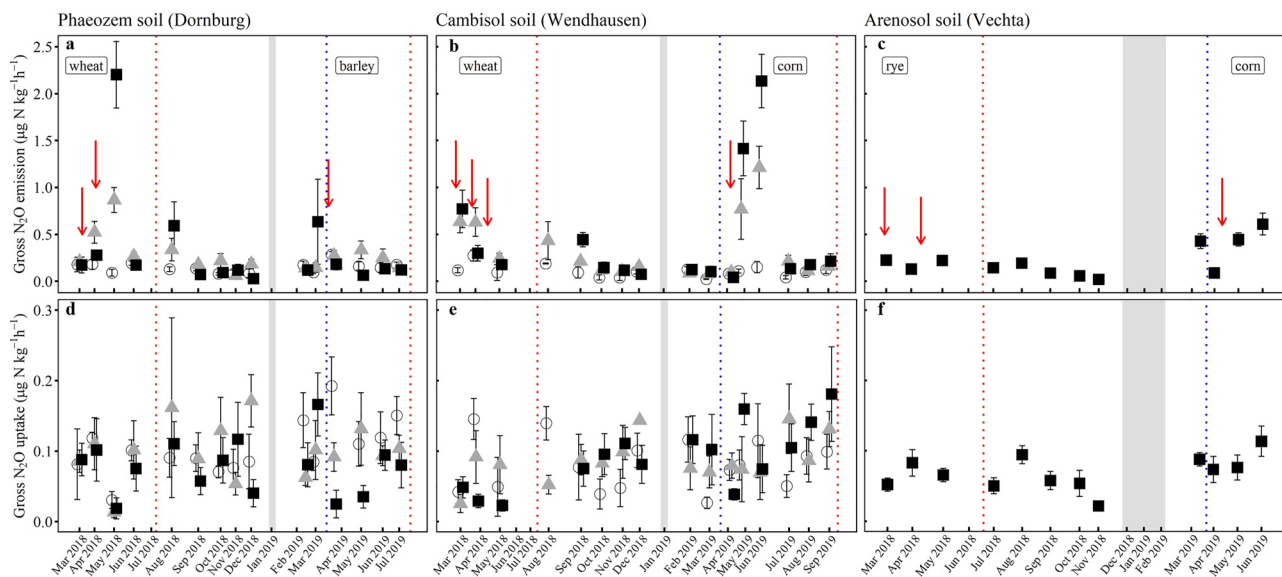 Phaeozem soil (Dornburg)
Cambisol soil (Wendhausen)
Arenosol soil (Vechta)
Gross N₂O emission (µg N kg⁻¹h⁻¹)
2.5
2.0
1.5
1.0
0.5
0.0
a
wheat
barley
b
wheat
corn
c
rye
corn
Gross N₂O uptake (µg N kg⁻¹h⁻¹)
0.3
0.2
0.1
0.0
d
e
f
Mar 2018
Apr 2018
May 2018
Jun 2018
Jul 2018
Aug 2018
Sep 2018
Oct 2018
Nov 2018
Dec 2018
Jan 2019
Feb 2019
Mar 2019
Apr 2019
May 2019
Jun 2019
Jul 2019
Mar 2018
Apr 2018
May 2018
Jun 2018
Jul 2018
Aug 2018
Sep 2018
Oct 2018
Nov 2018
Dec 2018
Jan 2019
Feb 2019
Mar 2019
Apr 2019
May 2019
Jun 2019
Jul 2019
Aug 2019
Sep 2019
Mar 2018
Apr 2018
May 2018
Jun 2018
Jul 2018
Aug 2018
Sep 2018
Oct 2018
Nov 2018
Dec 2018
Jan 2019
Feb 2019
Mar 2019
Apr 2019
May 2019
Jun 2019